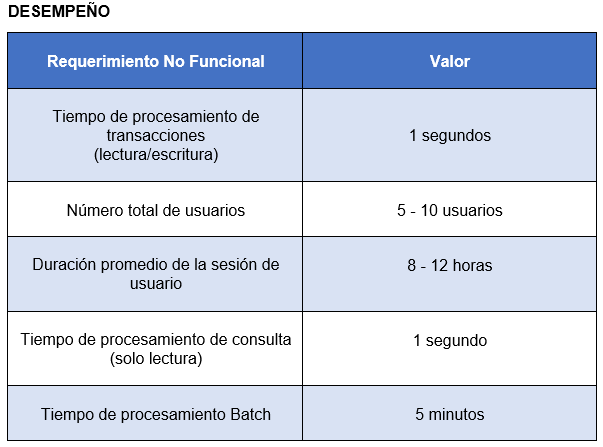 DESEMPEÑO
Requerimiento No Funcional
Valor
Tiempo de procesamiento de
transacciones
(lectura/escritura)
1 segundos
Número total de usuarios
5 - 10 usuarios
Duración promedio de la sesión de
usuario
8 - 12 horas
Tiempo de procesamiento de consulta
(solo lectura)
1 segundo
Tiempo de procesamiento Batch
5 minutos